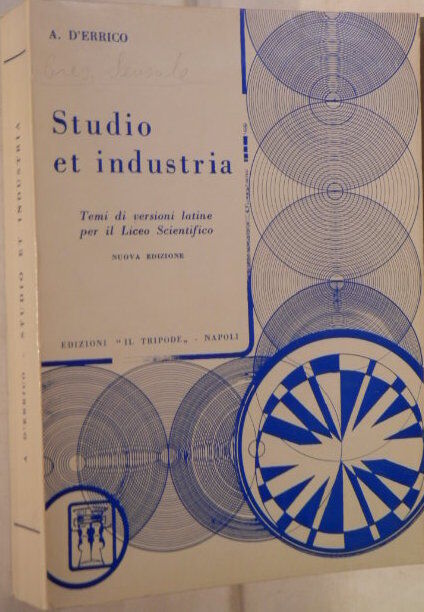 A. D'ERRICO
Studio
et industria
Temi di versioni latine
per il Liceo Scientifico
NUOVA EDIZIONE
EDIZIONI "IL TRIPODE„ - NAPOLI
A D'ERRICO - STUDIO ET INDUSTRIA